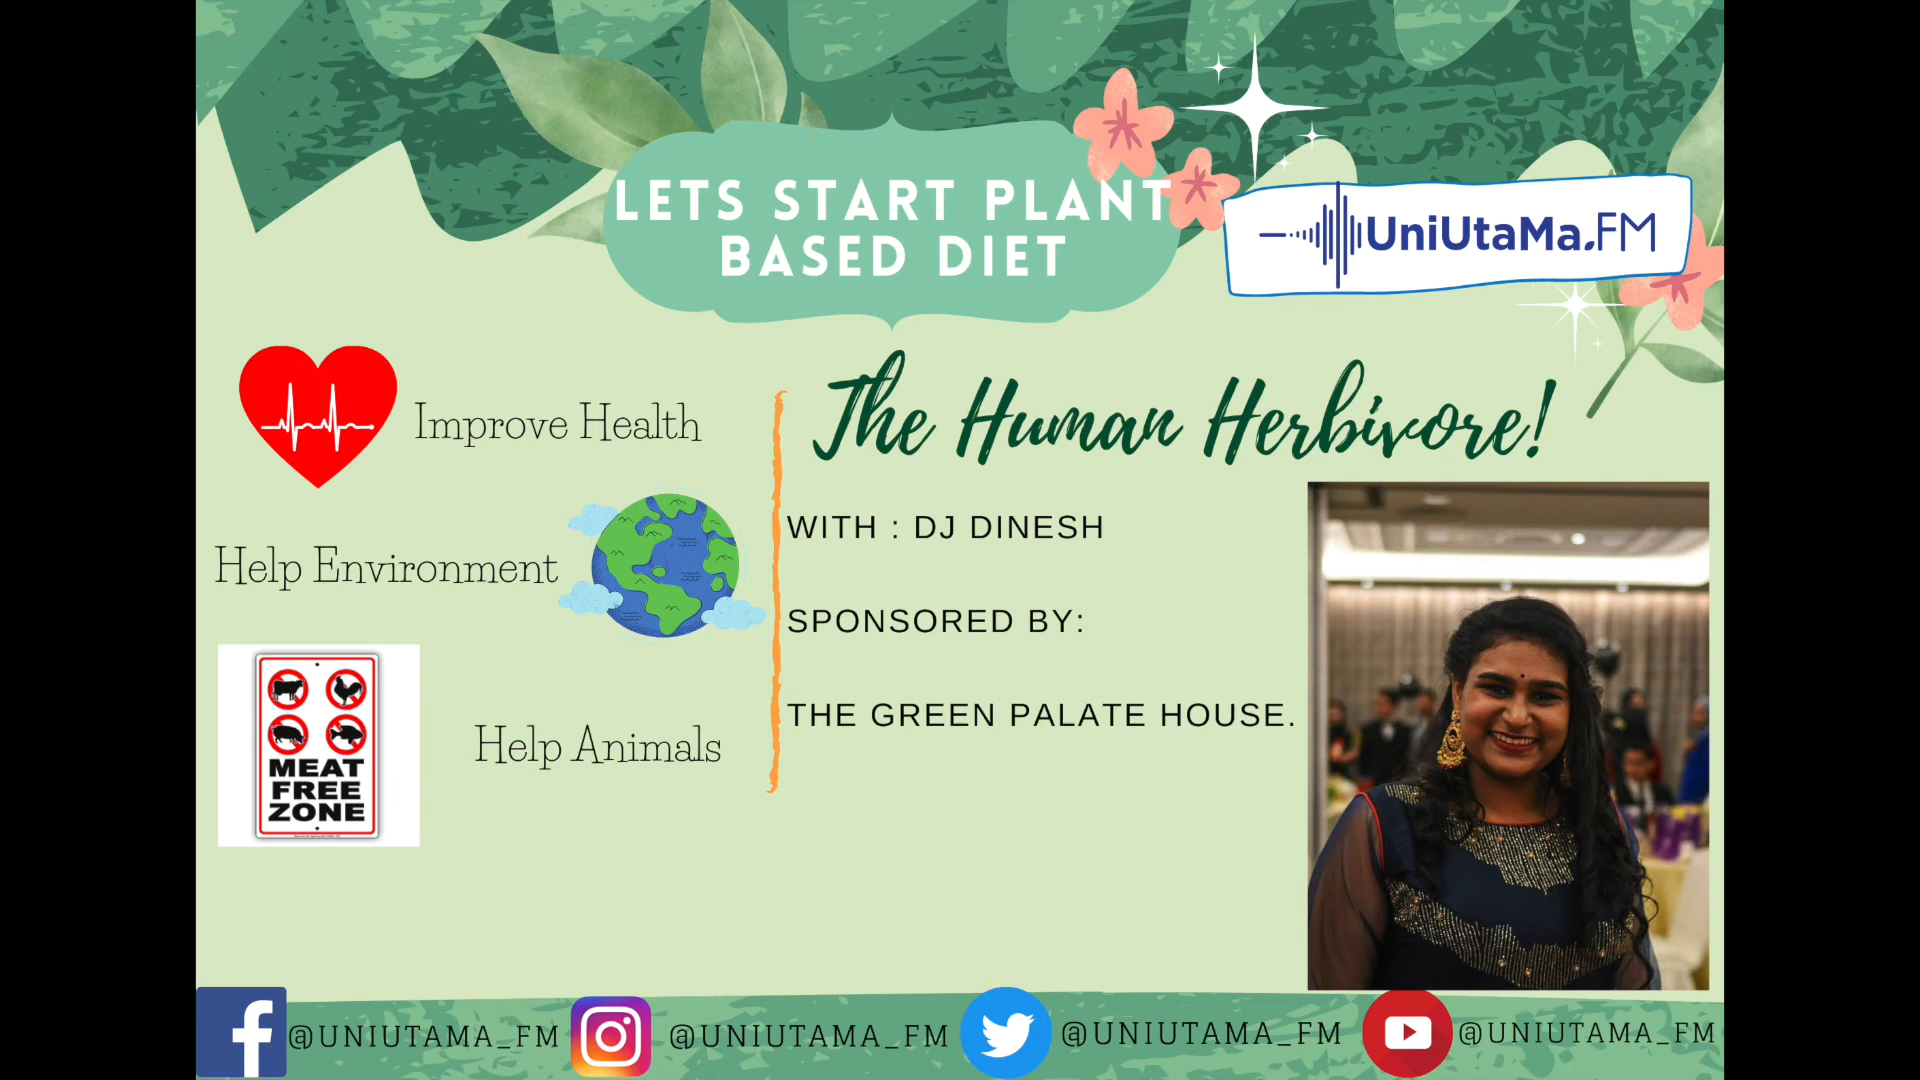 LETS START PLANT
BASED DIET
UniUtaMa.FM
Improve Health
Help Environment
MEAT
FREE
ZONE
Help Animals
The Human Herbivore!
WITH : DJ DINESH
SPONSORED BY:
THE GREEN PALATE HOUSE.
@UNIUTAMA_FM
@UNIUTAMA_FM
@UNIUTAMA_FM
@UNIUTAMA_FM